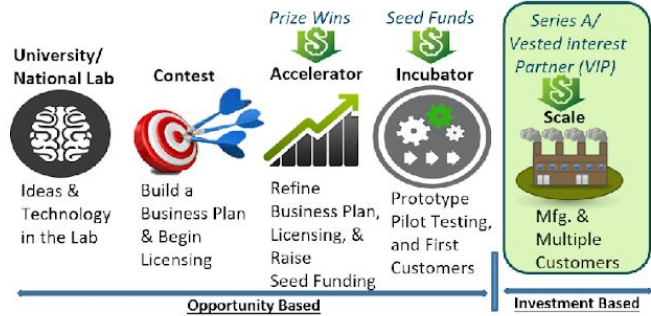 Prize Wins
Seed Funds
Series A/
Vested interest
Partner (VIP)
University/
National Lab
Contest
Accelerator
Incubator
Scale
Ideas &
Technology
in the Lab
Build a
Business Plan
& Begin
Licensing
Refine
Business Plan,
Licensing, &
Raise
Seed Funding
Prototype
Pilot Testing,
and First
Customers
Mfg. &
Multiple
Customers
Opportunity Based
Investment Based